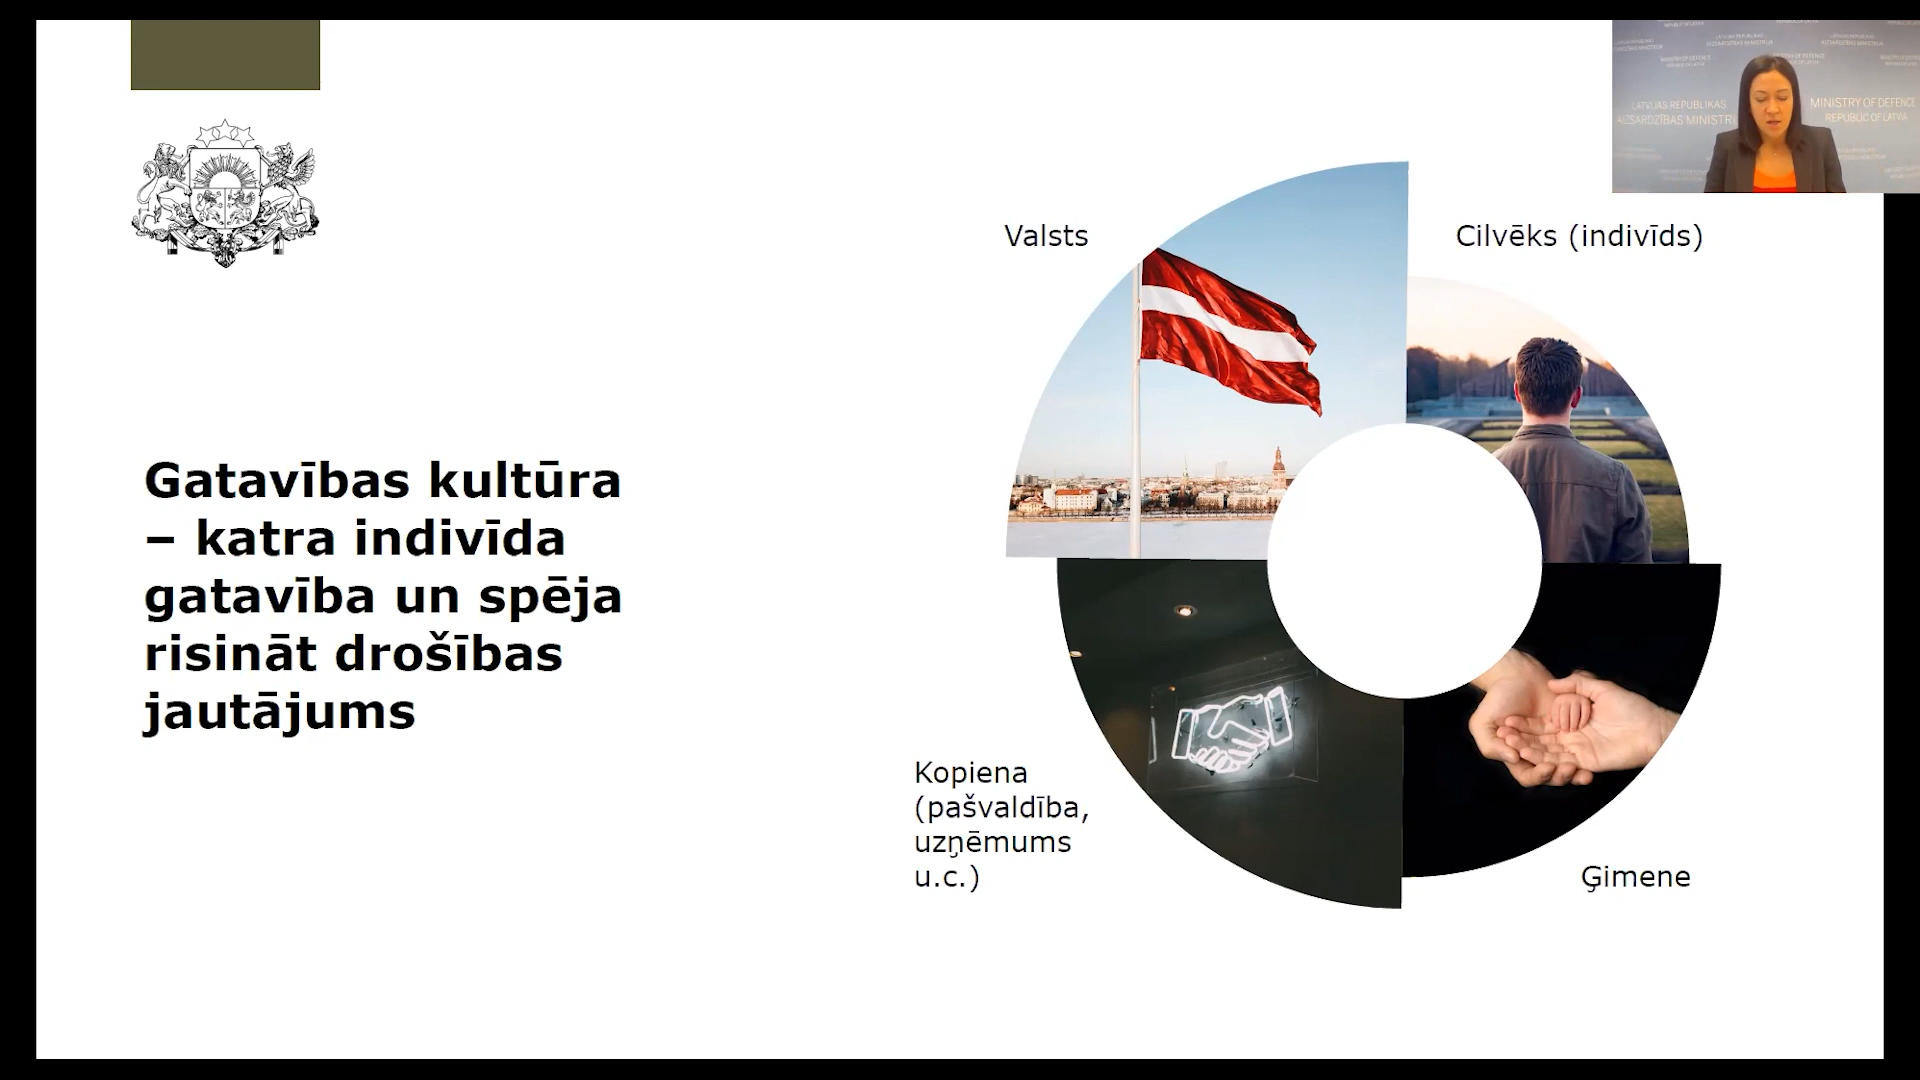 Gatavības kultūra
– katra indivīda
gatavība un spēja
risināt drošības
jautājums
Valsts
Cilvēks (indivīds)
Kopiena
(pašvaldība,
uzņēmums
u.c.)
Ģimene
LATVIJAS REPUBLIKAS
AIZSARDZĪBAS MINISTRI
MINISTRY OF DEFENCE
REPUBLIC OF LATVIA